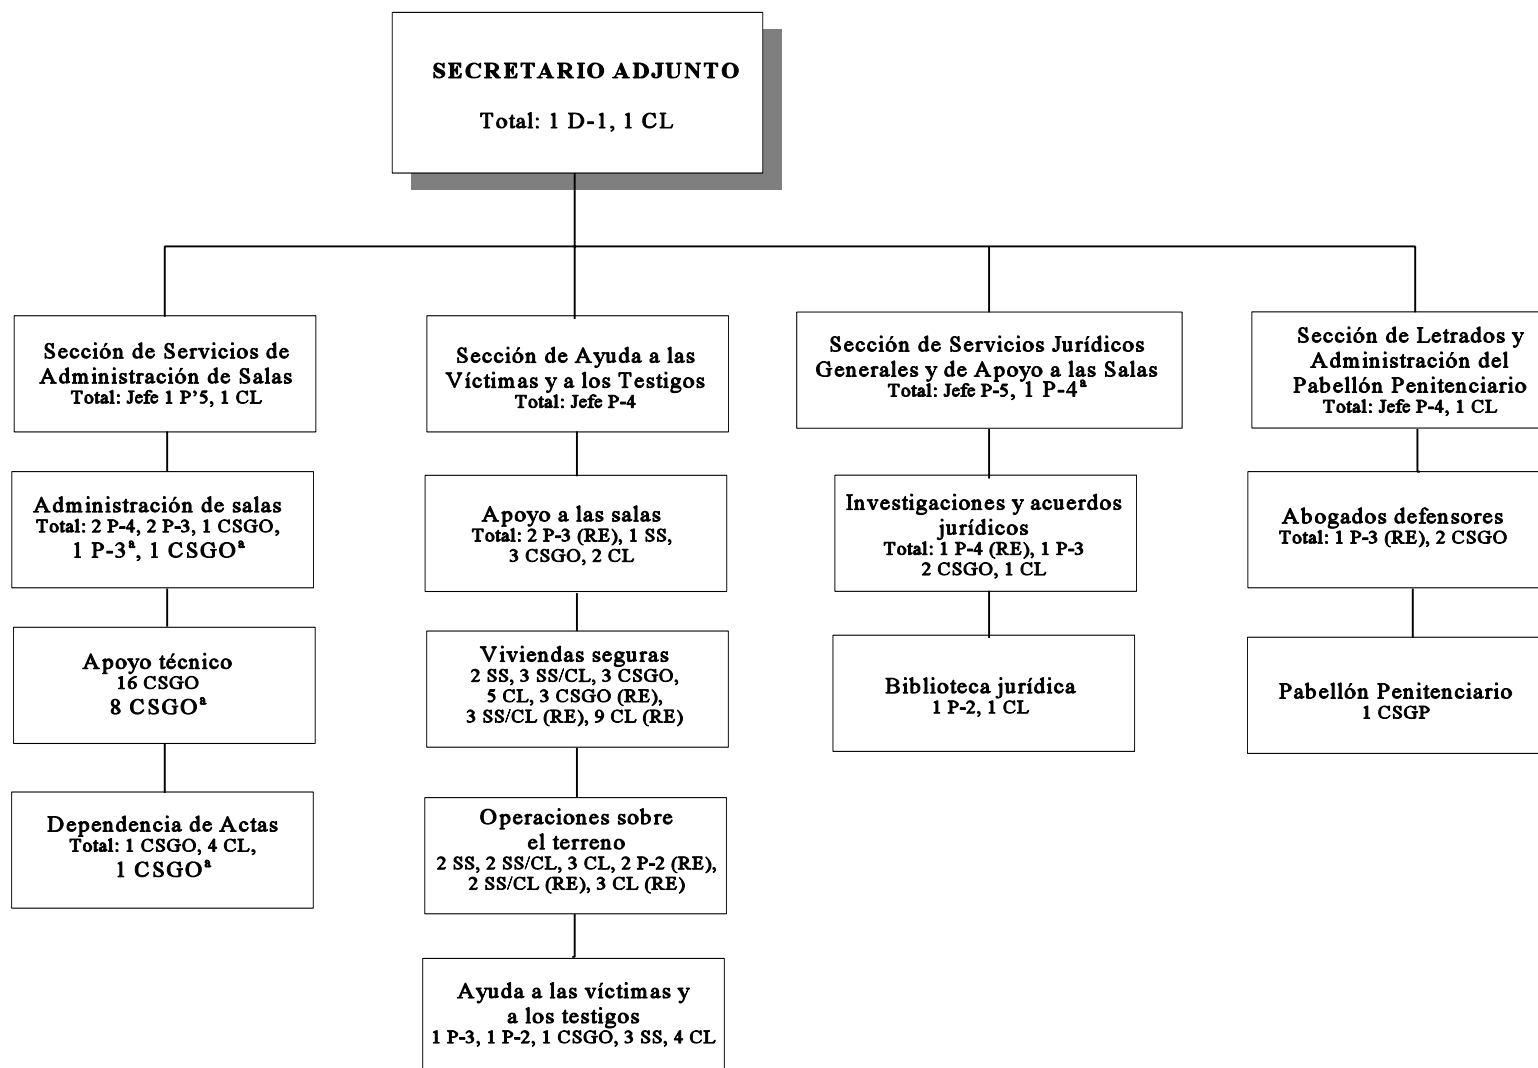 SECRETARIO ADJUNTO
Total: 1 D-1, 1 CL
Sección de Servicios de
Administración de Salas
Total: Jefe 1 P'5, 1 CL
Administración de salas
Total: 2 P-4, 2 P-3, 1 CSGO,
1 P-3ª, 1 CSGOª
Apoyo técnico
16 CSGO
8 CSGOª
Dependencia de Actas
Total: 1 CSGO, 4 CL,
1 CSGOª
Sección de Ayuda a las
Víctimas y a los Testigos
Total: Jefe P-4
Apoyo a las salas
Total: 2 P-3 (RE), 1 SS,
3 CSGO, 2 CL
Viviendas seguras
2 SS, 3 SS/CL, 3 CSGO,
5 CL, 3 CSGO (RE),
3 SS/CL (RE), 9 CL (RE)
Operaciones sobre
el terreno
2 SS, 2 SS/CL, 3 CL, 2 P-2 (RE),
2 SS/CL (RE), 3 CL (RE)
Ayuda a las víctimas y
a los testigos
1 P-3, 1 P-2, 1 CSGO, 3 SS, 4 CL
Sección de Servicios Jurídicos
Generales y de Apoyo a las Salas
Total: Jefe P-5, 1 P-4ª
Investigaciones y acuerdos
jurídicos
Total: 1 P-4 (RE), 1 P-3
2 CSGO, 1 CL
Biblioteca jurídica
1 P-2, 1 CL
Sección de Letrados y
Administración del
Pabellón Penitenciario
Total: Jefe P-4, 1 CL
Abogados defensores
Total: 1 P-3 (RE), 2 CSGO
Pabellón Penitenciario
1 CSGP